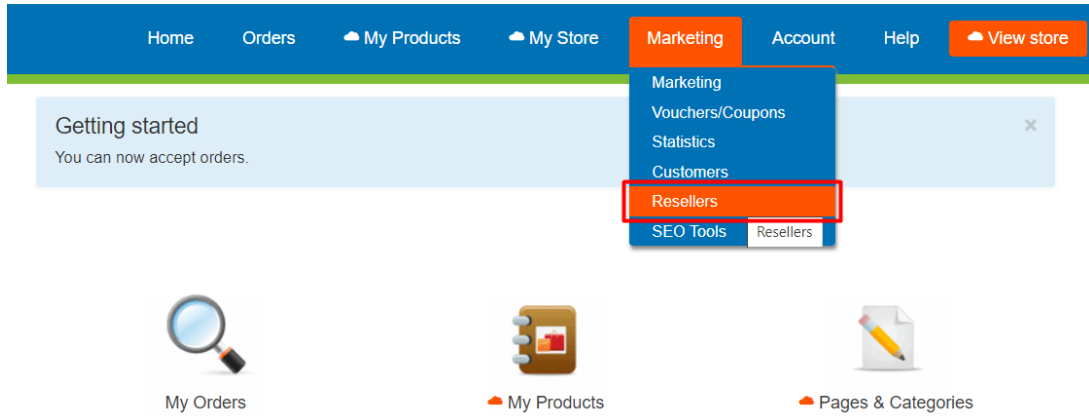 Home Orders My Products My Store Marketing Account Help View store
Marketing
Vouchers/Coupons
Statistics
Customers
Resellers
SEO Tools Resellers
Getting started ×
You can now accept orders.
My Orders My Products Pages & Categories